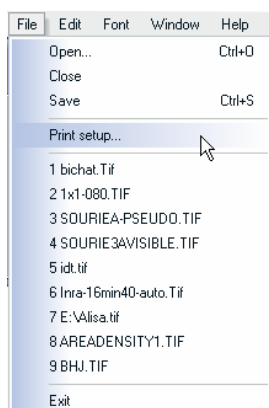 File Edit Font Window Help
Open... Ctrl+O
Close
Save Ctrl+S
Print setup...
1 bichat.Tif
2 1x1-080.TIF
3 SOURIEA-PSEUDO.TIF
4 SOURIE3AVISIBLE.TIF
5 idt.tif
6 Inra-16min40-auto.Tif
7 E:\Alisa.tif
8 AREADENSITY1.TIF
9 BHJ.TIF
Exit